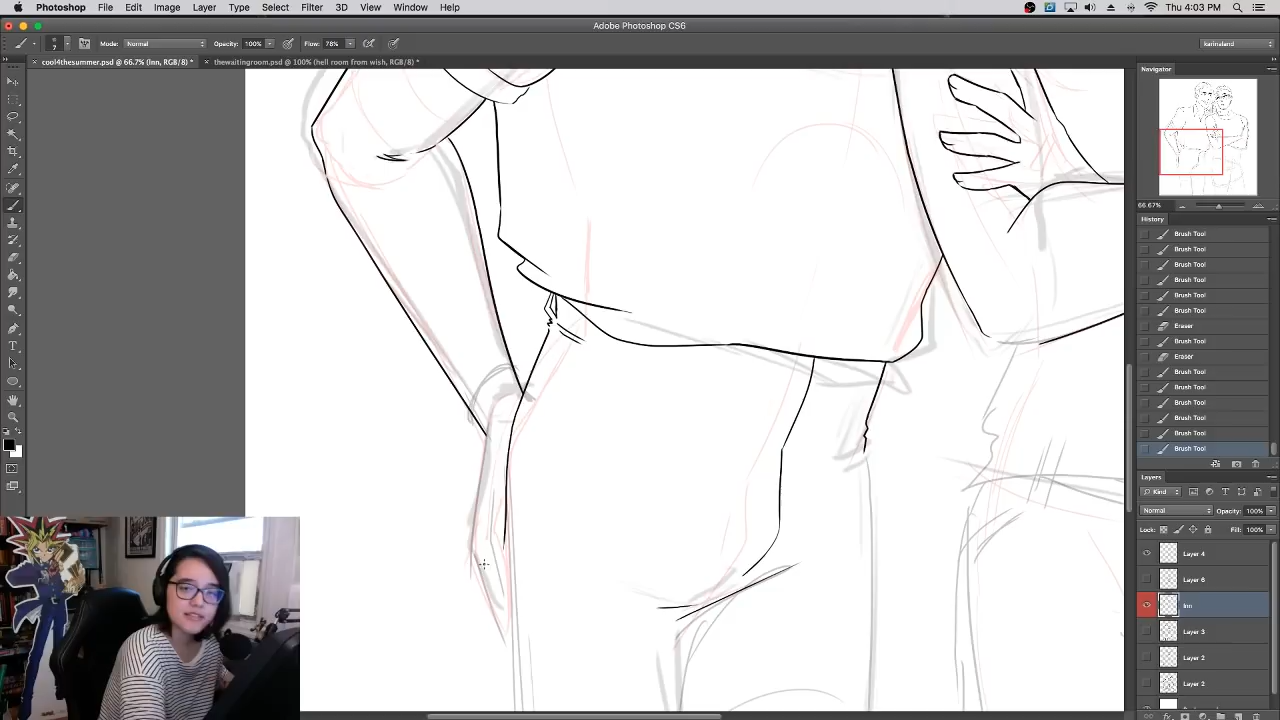 Photoshop File Edit Image Layer Type Select Filter 3D View Window Help
Thu 4:03 PM
Adobe Photoshop CS6
7 Mode: Normal Opacity: 100% Flow: 78% karinaland
cool4thesummer.psd @ 66.7% (Inn, RGB/8) * thewaitingroom.psd @ 100% (hell room from wish, RGB/8) *
Navigator
66.67%
History
Brush Tool
Brush Tool
Brush Tool
Brush Tool
Brush Tool
Brush Tool
Eraser
Brush Tool
Eraser
Brush Tool
Brush Tool
Brush Tool
Brush Tool
Brush Tool
Layers
Kind
Normal Opacity: 100%
Lock: Fill: 100%
Layer 4
Layer 6
Inn
Layer 3
Layer 2
Layer 2